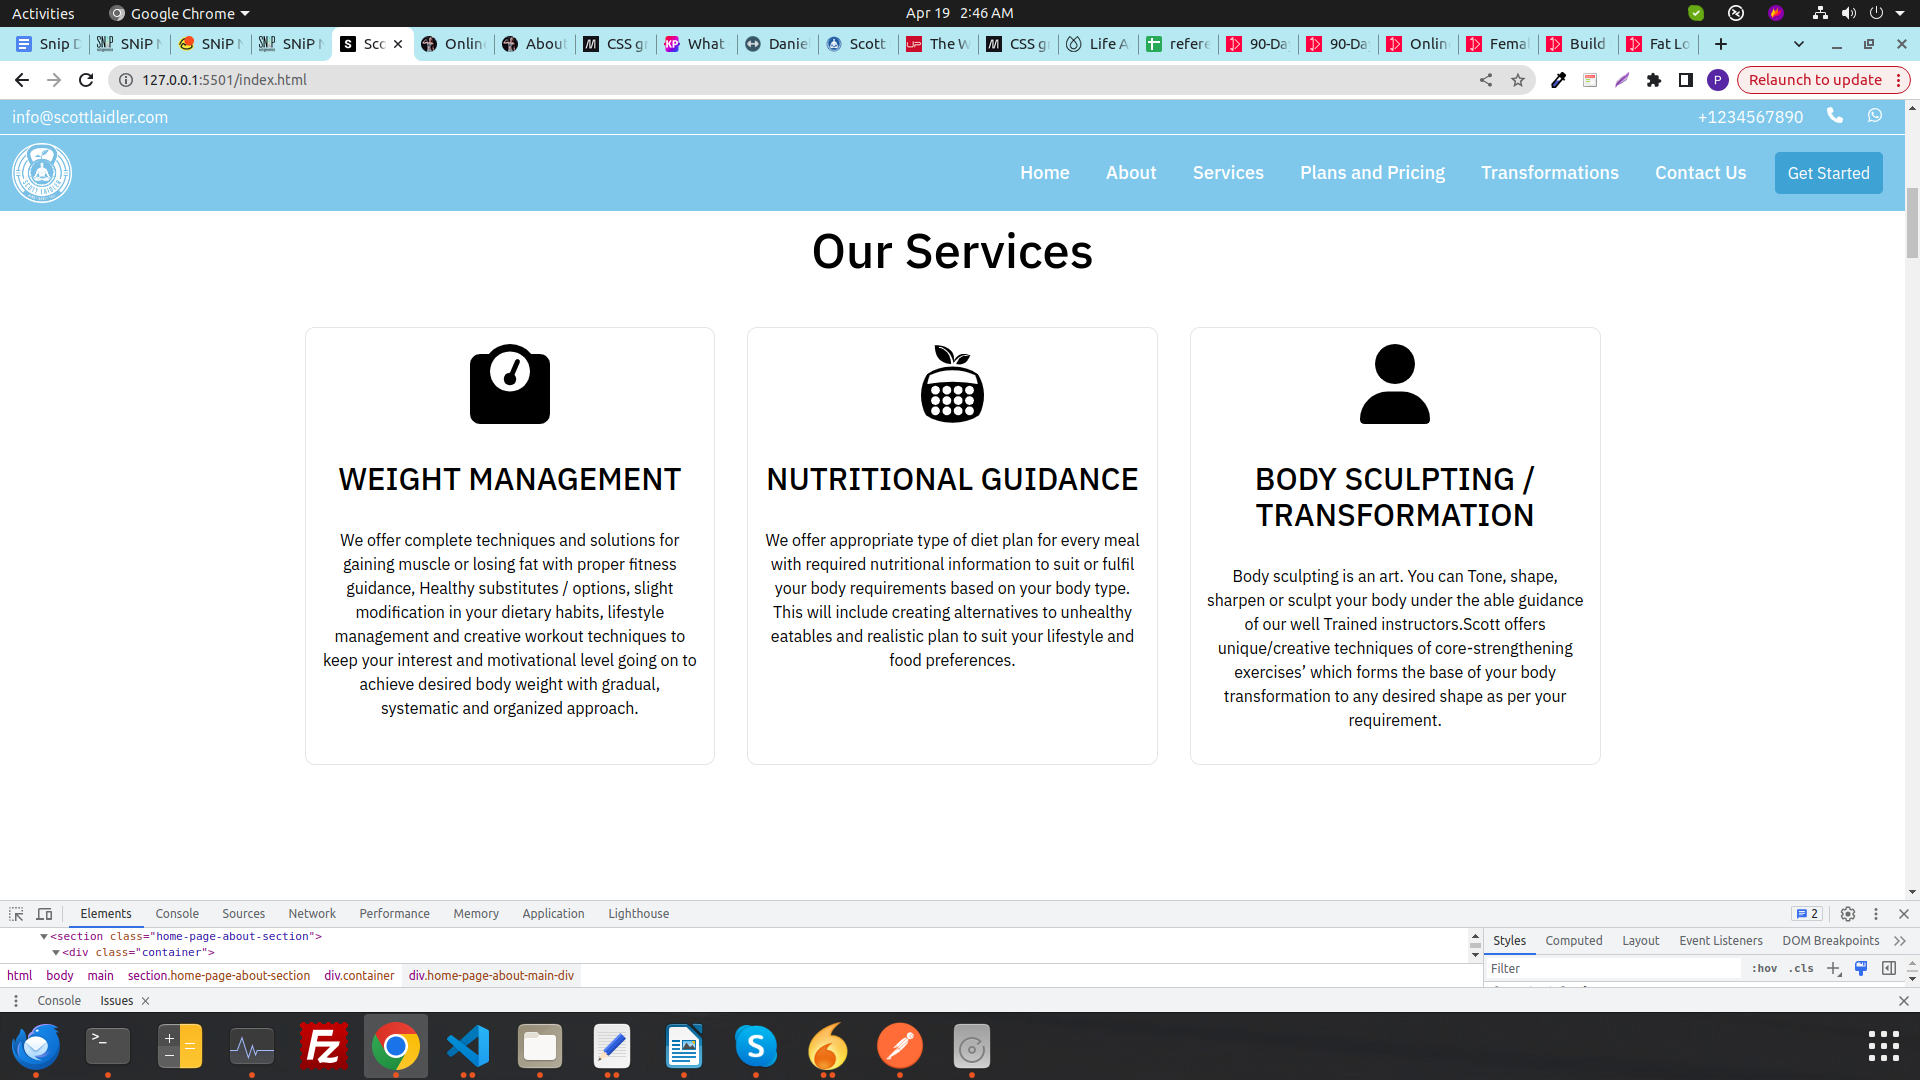 Activities Google Chrome Apr 19 2:46 AM
Snip D SNiP N SNiP N SNiP N Sco Onlin About CSS g What Danie Scott The W CSS g Life A refere 90-Da 90-Da Onlin Femal Build Fat Lo
127.0.0.1:5501/index.html Relaunch to update
info@scottlaidler.com +1234567890
SCOTT LAIDLER Home About Services Plans and Pricing Transformations Contact Us Get Started
Our Services
WEIGHT MANAGEMENT
We offer complete techniques and solutions for
gaining muscle or losing fat with proper fitness
guidance, Healthy substitutes / options, slight
modification in your dietary habits, lifestyle
management and creative workout techniques to
keep your interest and motivational level going on to
achieve desired body weight with gradual,
systematic and organized approach.
NUTRITIONAL GUIDANCE
We offer appropriate type of diet plan for every meal
with required nutritional information to suit or fulfil
your body requirements based on your body type.
This will include creating alternatives to unhealthy
eatables and realistic plan to suit your lifestyle and
food preferences.
BODY SCULPTING /
TRANSFORMATION
Body sculpting is an art. You can Tone, shape,
sharpen or sculpt your body under the able guidance
of our well Trained instructors.Scott offers
unique/creative techniques of core-strengthening
exercises’ which forms the base of your body
transformation to any desired shape as per your
requirement.
Elements Console Sources Network Performance Memory Application Lighthouse 2
<section class="home-page-about-section">
<div class="container">
html body main section.home-page-about-section div.container div.home-page-about-main-div
Styles Computed Layout Event Listeners DOM Breakpoints
Filter :hov .cls
Console Issues